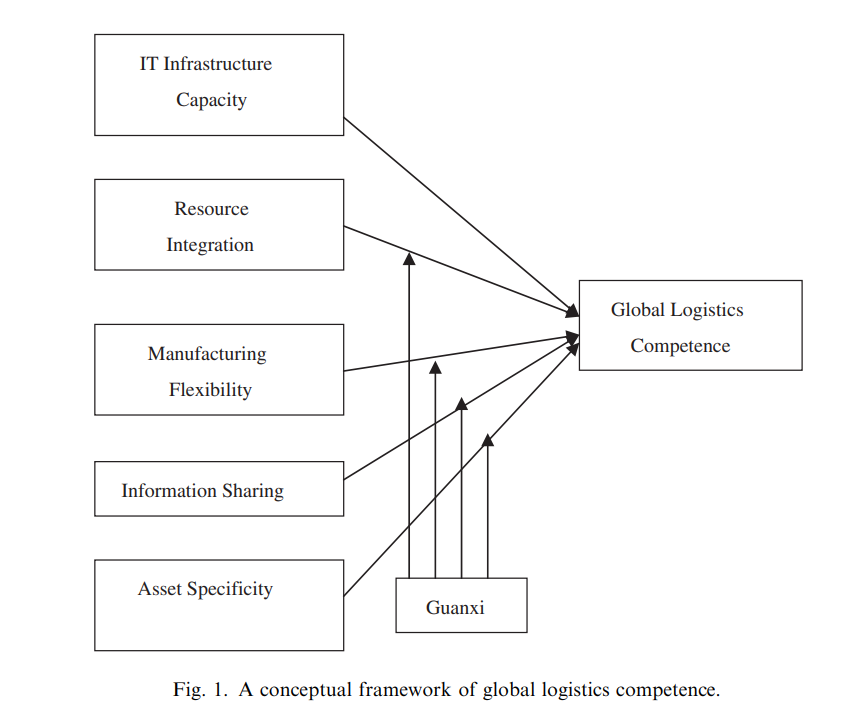 IT Infrastructure
Capacity
Resource
Integration
Manufacturing
Flexibility
Information Sharing
Asset Specificity
Global Logistics
Competence
Guanxi
Fig. 1. A conceptual framework of global logistics competence.